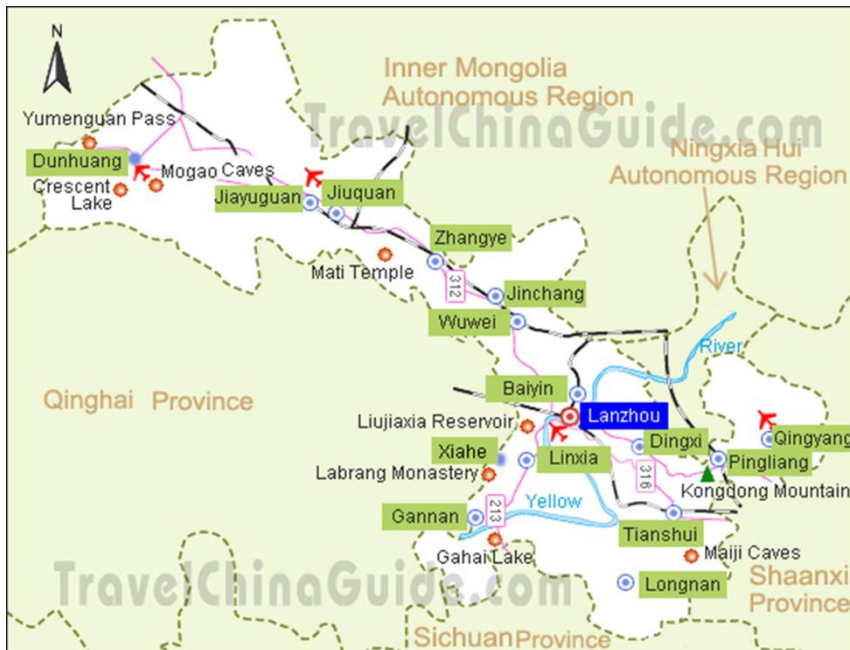 N
Inner Mongolia
Autonomous Region
TravelChinaGuide.com
Yumenguan Pass
Ningxia Hui
Autonomous Region
Dunhuang
Mogao Caves
Crescent
Lake
Jiayuguan
Jiuquan
Zhangye
Mati Temple
312
Jinchang
Wuwei
River
Baiyin
Qinghai Province
Liujiaxia Reservoir
Lanzhou
Xiahe
Linxia
Dingxi
Qingyang
Labrang Monastery
316
Pingliang
Kongdong Mountain
Gannan
213
Yellow
Tianshui
Gahai Lake
Maiji Caves
TravelChinaGuide.com
Longnan
Shaanxi
Province
Sichuan Province